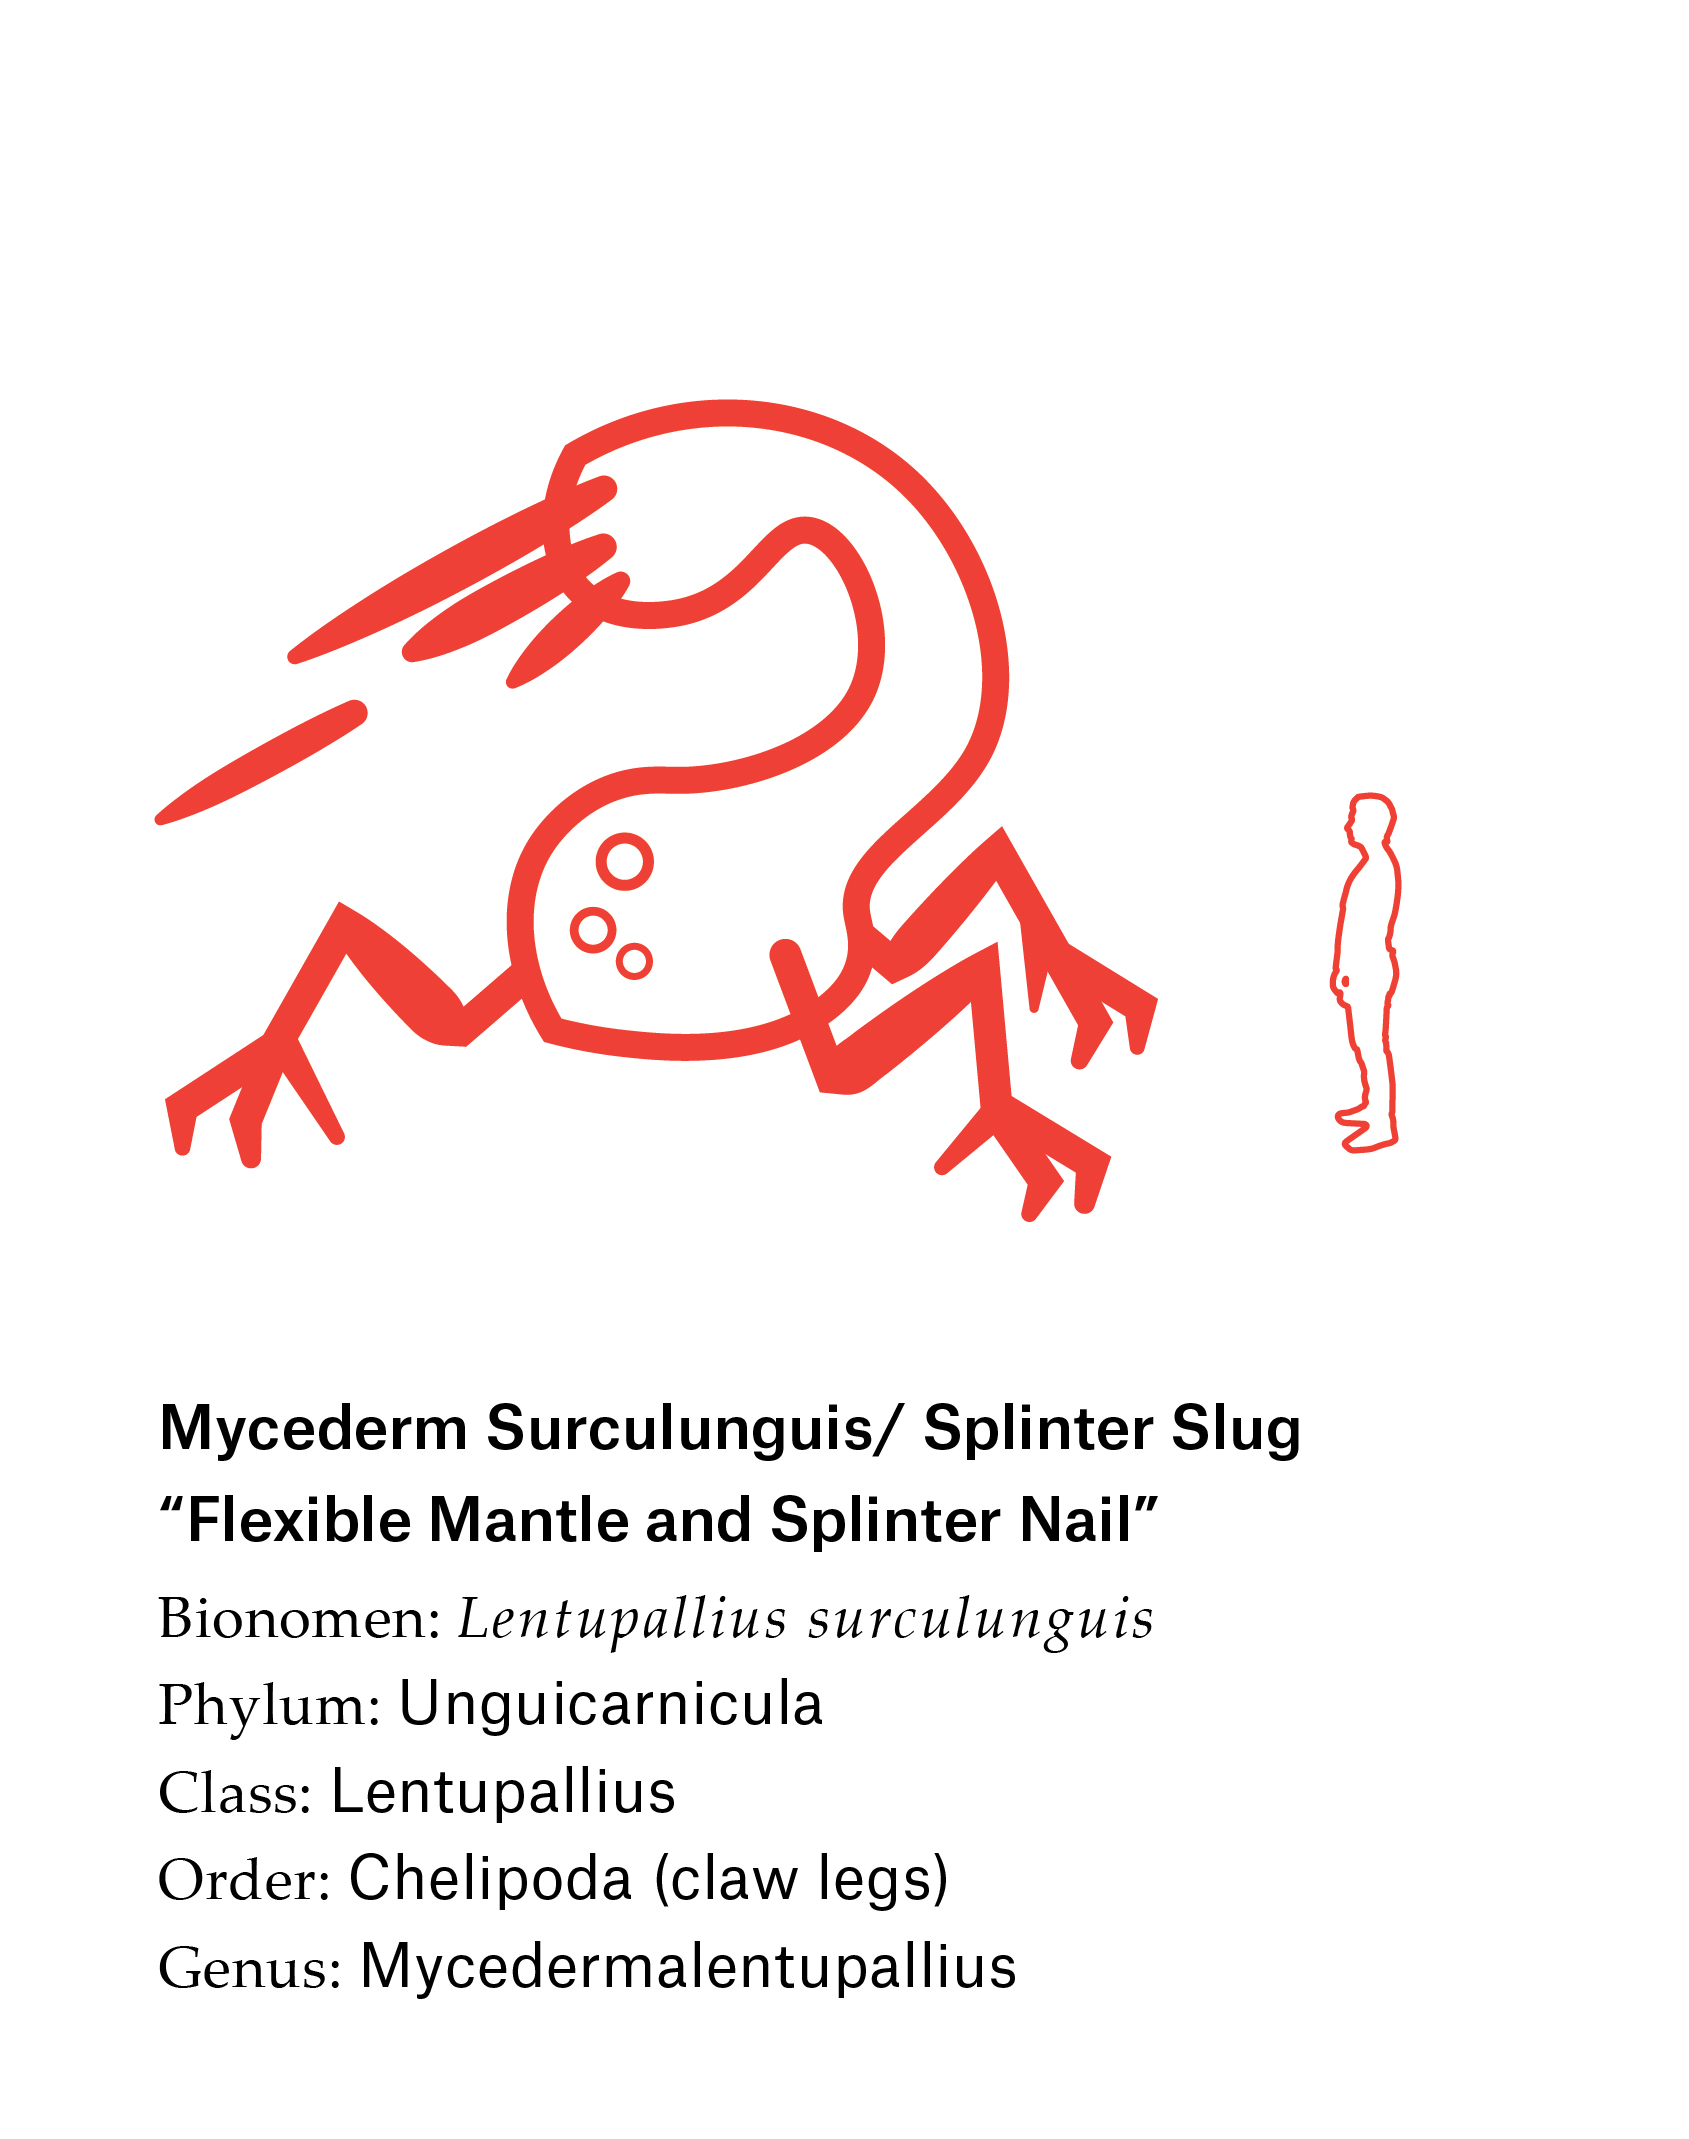 Mycederm Surculunguis/ Splinter Slug
“Flexible Mantle and Splinter Nail”
Bionomen: Lentupallius surculunguis
Phylum: Unguicarnicula
Class: Lentupallius
Order: Chelipoda (claw legs)
Genus: Mycedermalentupallius